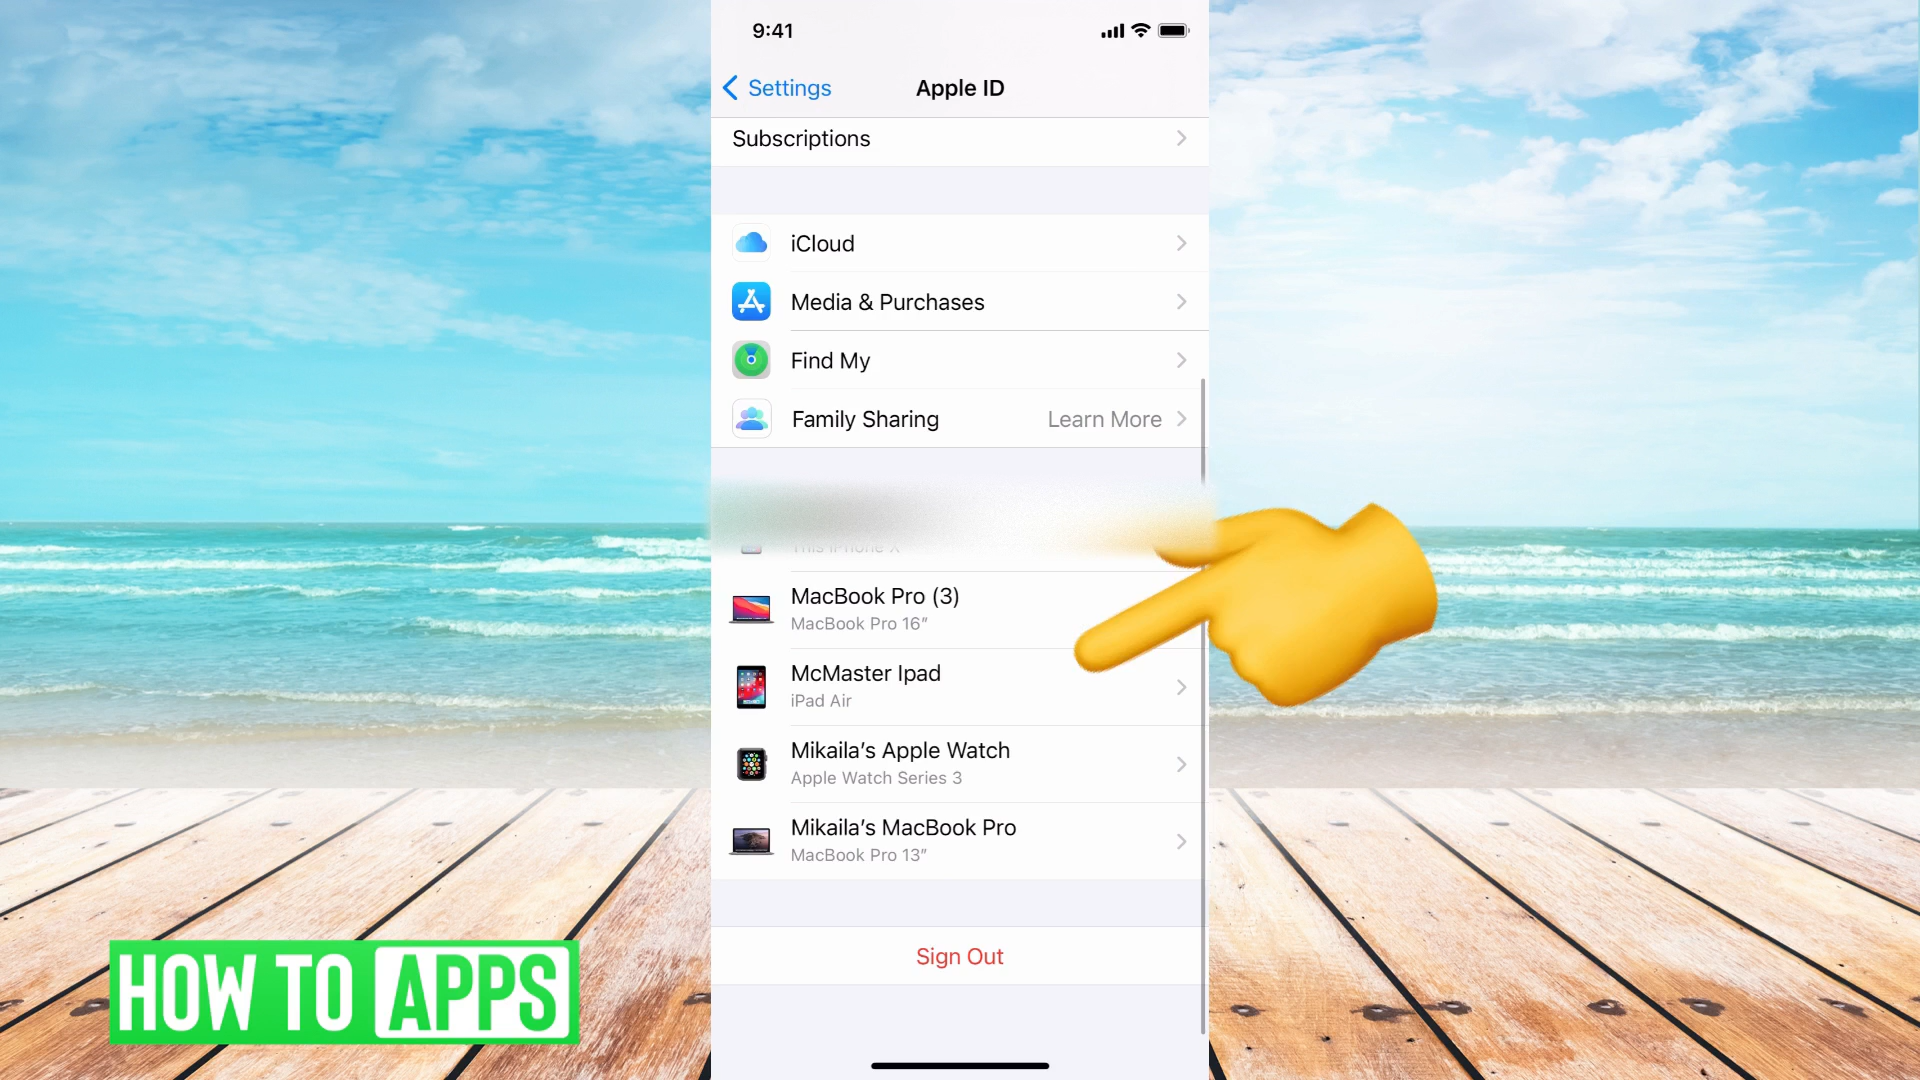 9:41
Settings
Apple ID
Subscriptions
iCloud
Media & Purchases
Find My
Family Sharing Learn More
This iPhone X
MacBook Pro (3)
MacBook Pro 16”
McMaster Ipad
iPad Air
Mikaila’s Apple Watch
Apple Watch Series 3
Mikaila’s MacBook Pro
MacBook Pro 13”
Sign Out
HOW TO APPS